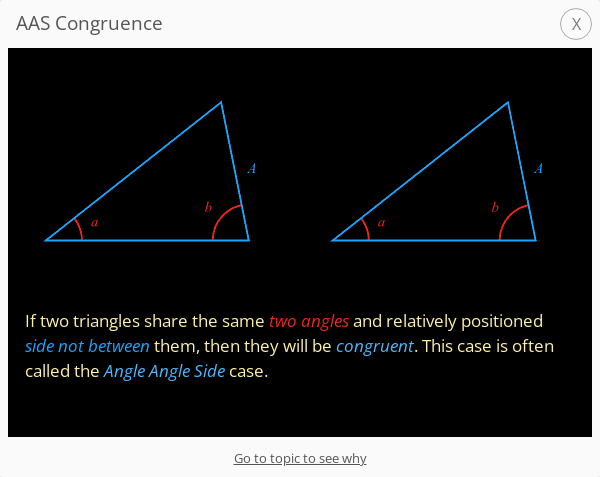 AAS Congruence
X
A
b
a
A
b
a
If two triangles share the same two angles and relatively positioned
side not between them, then they will be congruent. This case is often
called the Angle Angle Side case.
Go to topic to see why